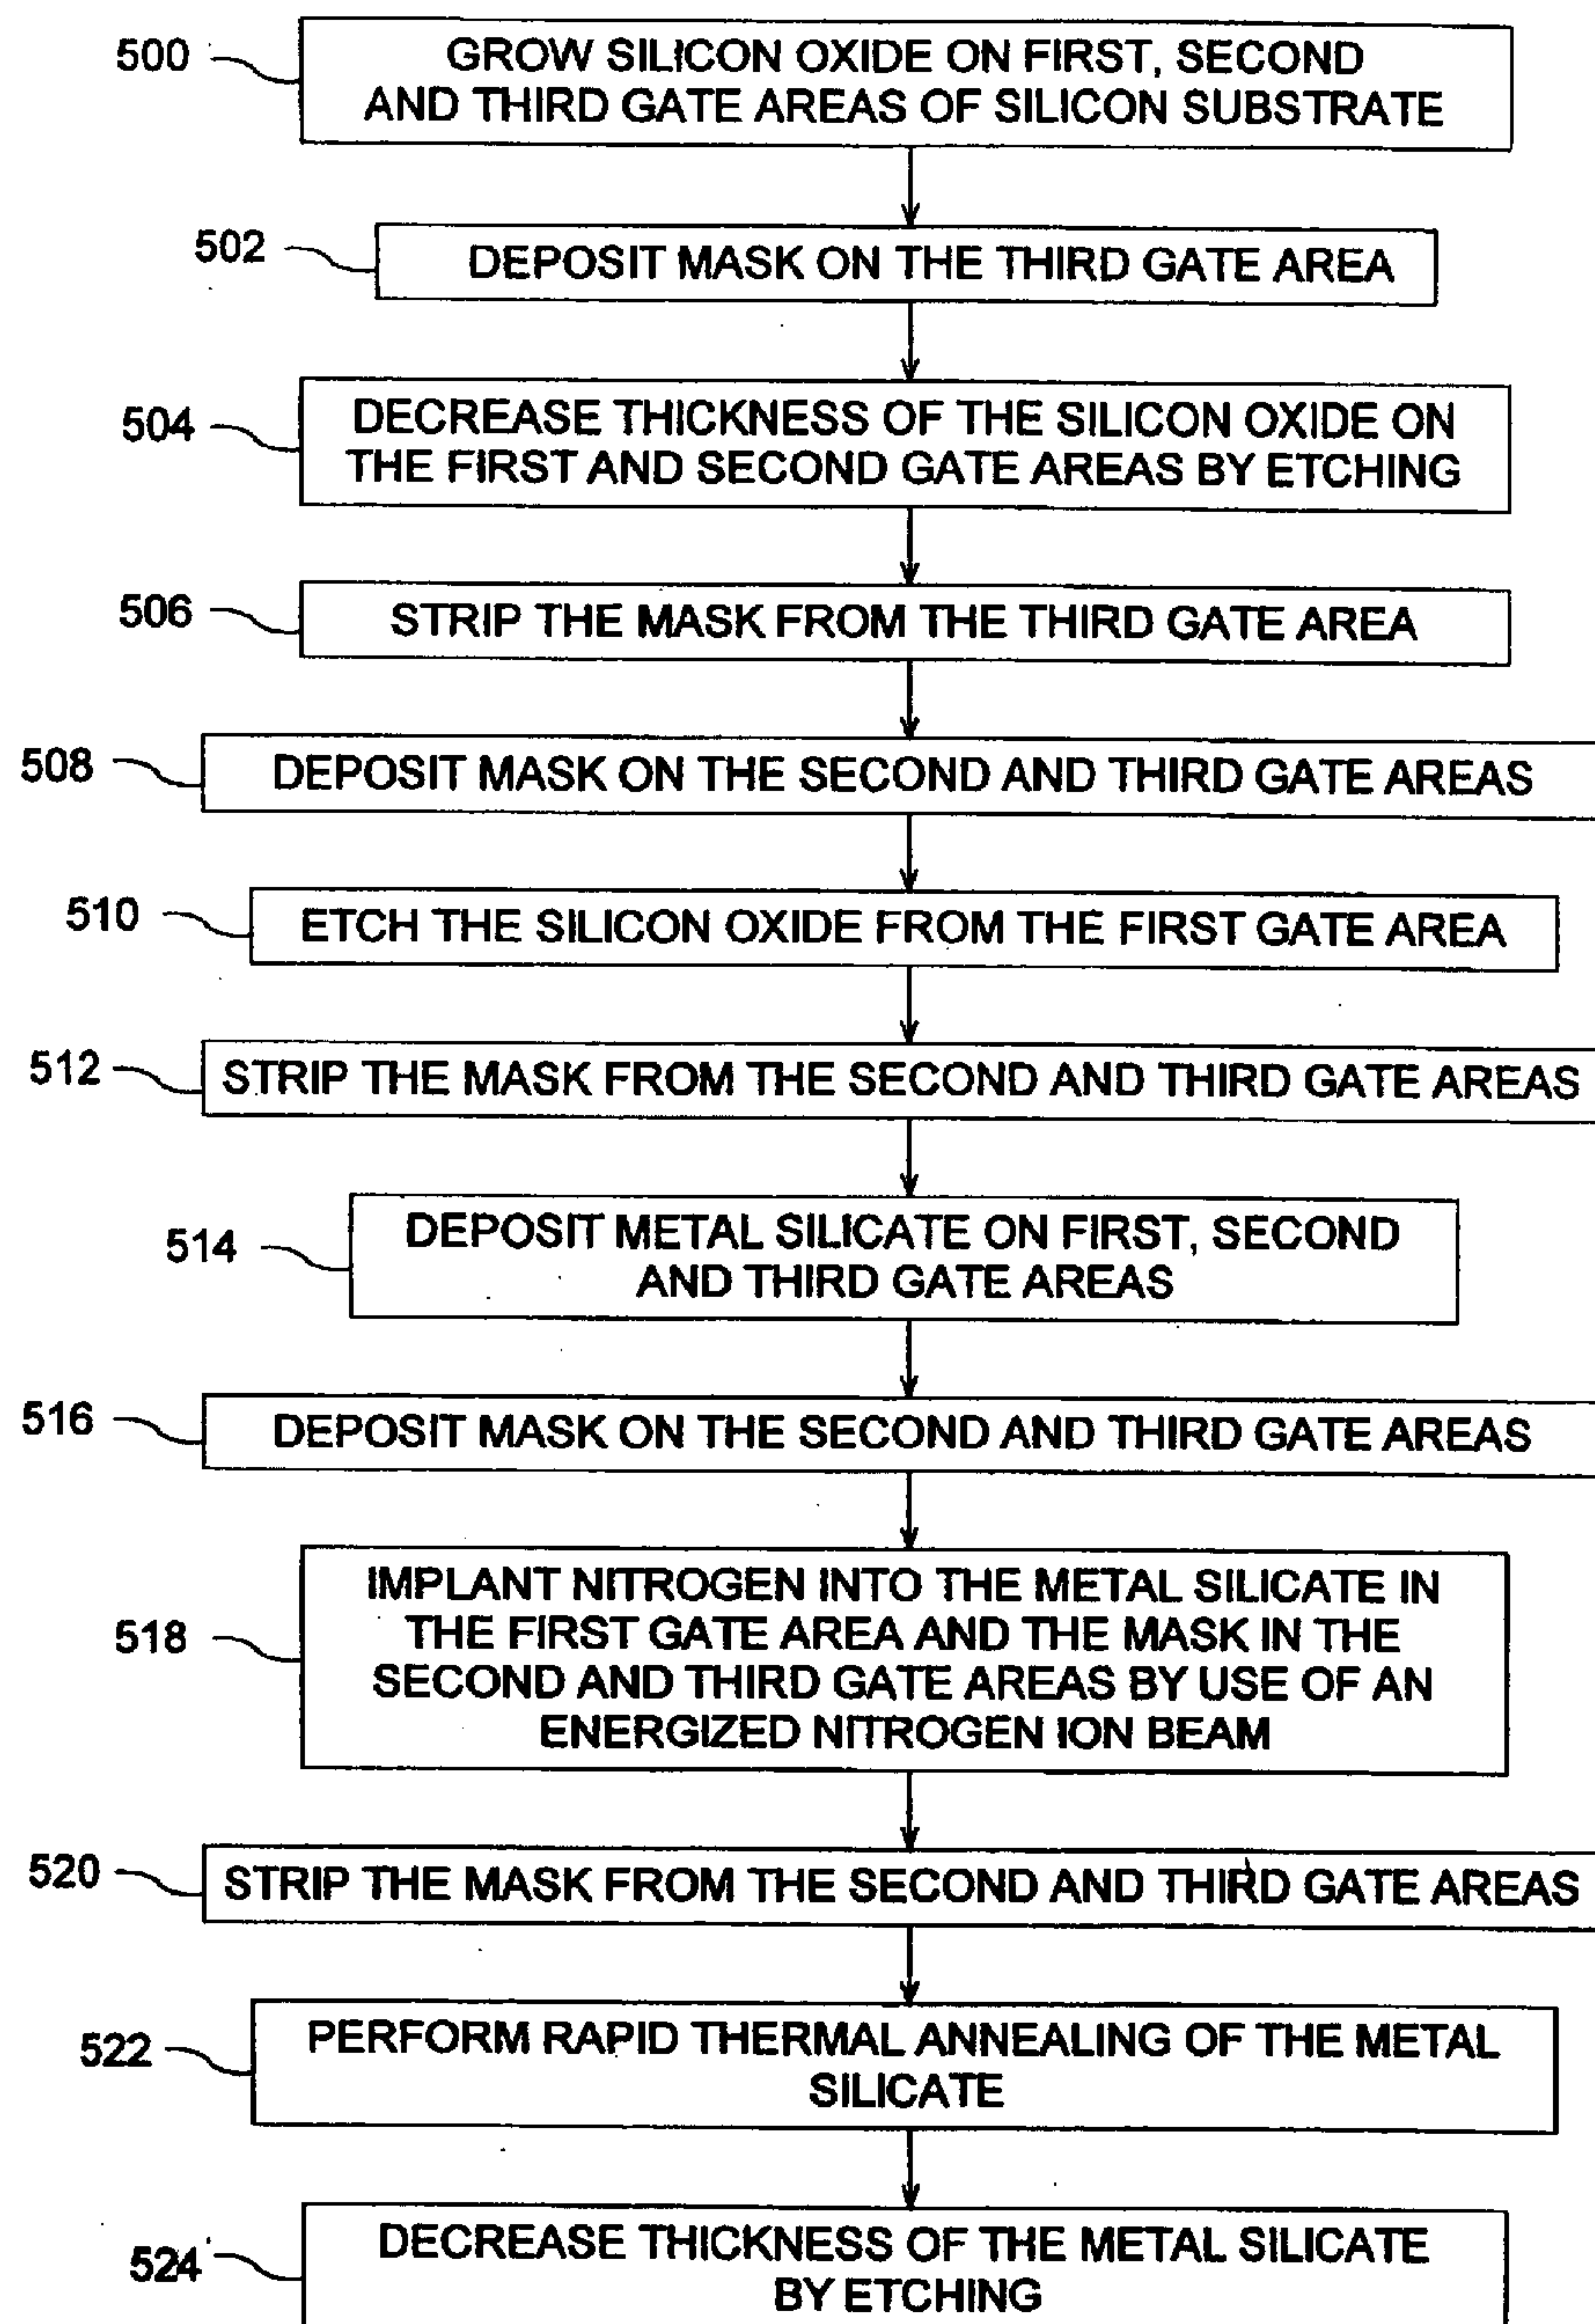 500
GROW SILICON OXIDE ON FIRST, SECOND
AND THIRD GATE AREAS OF SILICON SUBSTRATE
502
DEPOSIT MASK ON THE THIRD GATE AREA
504
DECREASE THICKNESS OF THE SILICON OXIDE ON
THE FIRST AND SECOND GATE AREAS BY ETCHING
506
STRIP THE MASK FROM THE THIRD GATE AREA
508
DEPOSIT MASK ON THE SECOND AND THIRD GATE AREAS
510
ETCH THE SILICON OXIDE FROM THE FIRST GATE AREA
512
STRIP THE MASK FROM THE SECOND AND THIRD GATE AREAS
514
DEPOSIT METAL SILICATE ON FIRST, SECOND
AND THIRD GATE AREAS
516
DEPOSIT MASK ON THE SECOND AND THIRD GATE AREAS
518
IMPLANT NITROGEN INTO THE METAL SILICATE IN
THE FIRST GATE AREA AND THE MASK IN THE
SECOND AND THIRD GATE AREAS BY USE OF AN
ENERGIZED NITROGEN ION BEAM
520
STRIP THE MASK FROM THE SECOND AND THIRD GATE AREAS
522
PERFORM RAPID THERMAL ANNEALING OF THE METAL
SILICATE
524
DECREASE THICKNESS OF THE METAL SILICATE
BY ETCHING